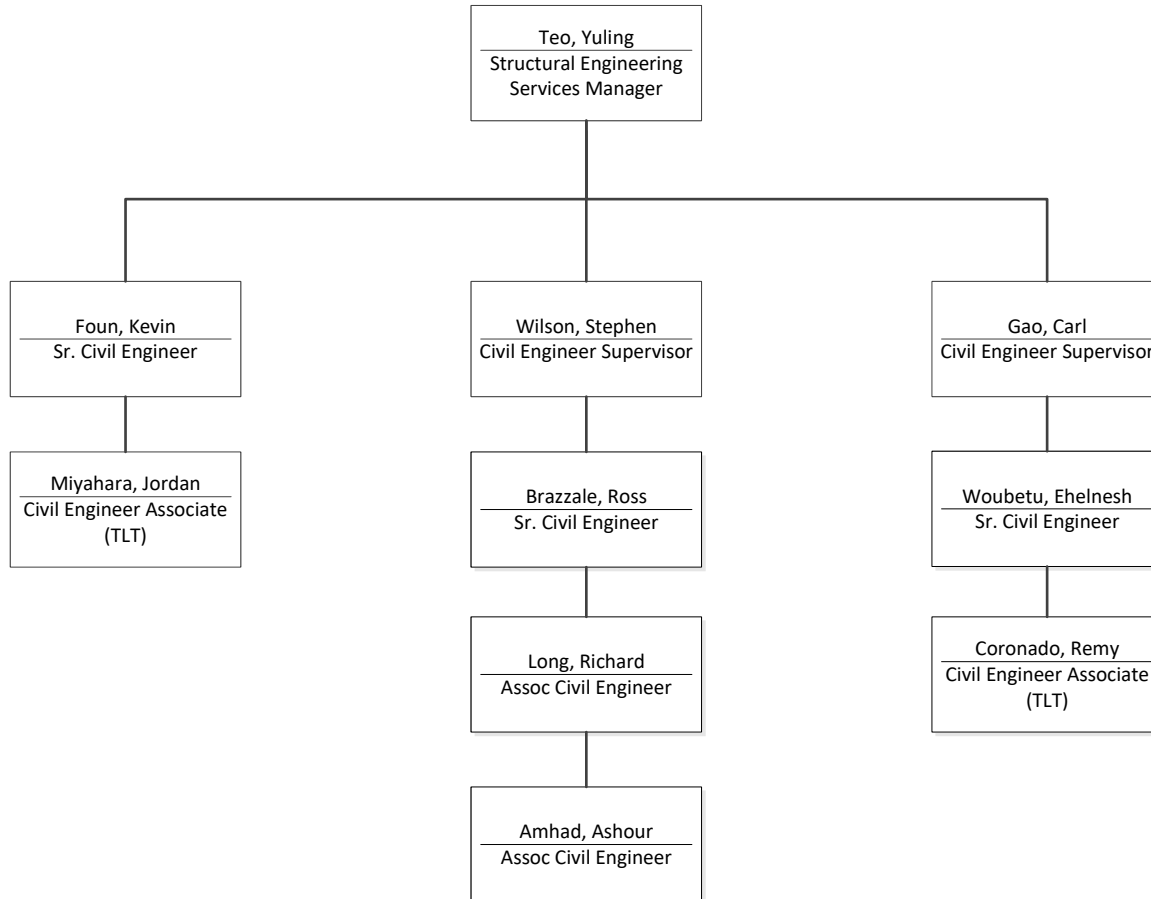 Teo, Yuling
Structural Engineering
Services Manager
Foun, Kevin
Sr. Civil Engineer
Wilson, Stephen
Civil Engineer Supervisor
Gao, Carl
Civil Engineer Supervisor
Miyahara, Jordan
Civil Engineer Associate
(TLT)
Brazzale, Ross
Sr. Civil Engineer
Woubetu, Ehelnesh
Sr. Civil Engineer
Long, Richard
Assoc Civil Engineer
Coronado, Remy
Civil Engineer Associate
(TLT)
Amhad, Ashour
Assoc Civil Engineer